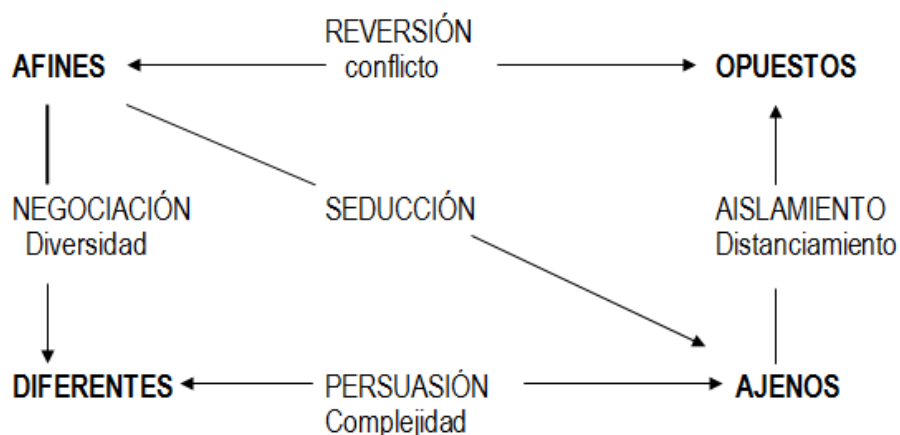 REVERSIÓN
AFINES conflicto OPUESTOS
NEGOCIACIÓN SEDUCCIÓN AISLAMIENTO
Diversidad Distanciamiento
DIFERENTES PERSUASIÓN AJENOS
Complejidad